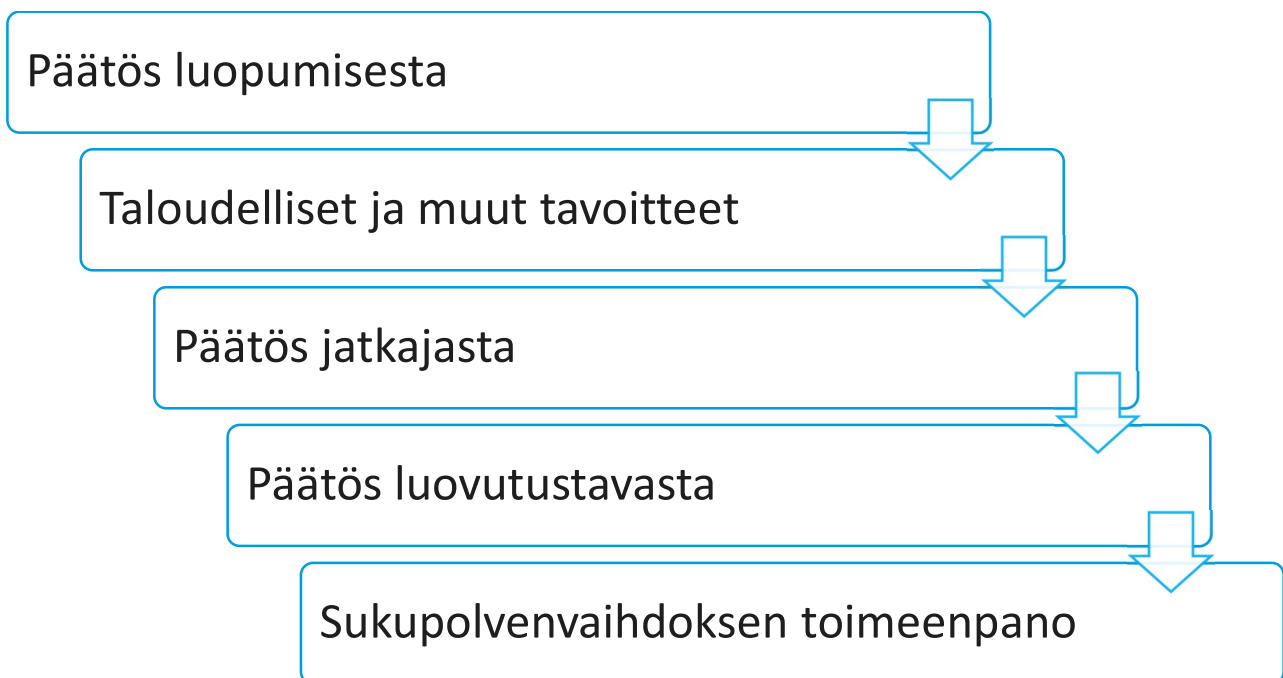 Päätös luopumisesta
Taloudelliset ja muut tavoitteet
Päätös jatkajasta
Päätös luovutustavasta
Sukupolvenvaihdoksen toimeenpano